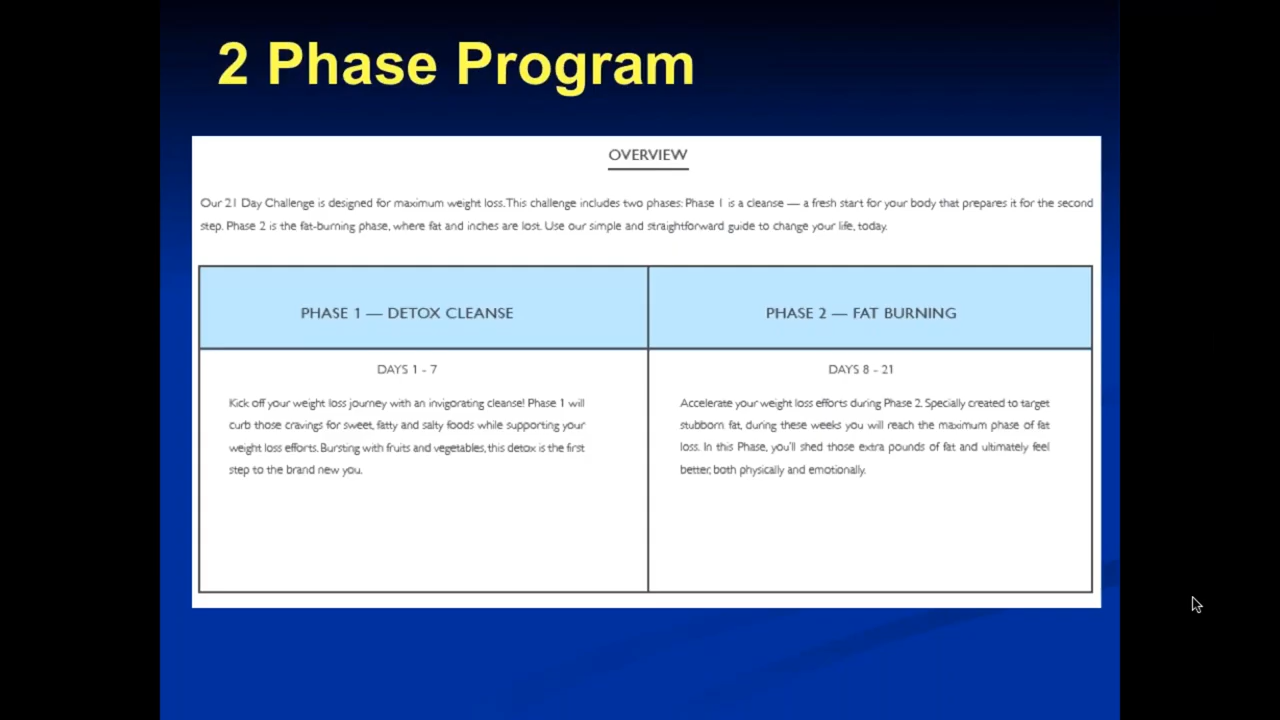 2 Phase Program
OVERVIEW
Our 21 Day Challenge is designed for maximum weight loss.This challenge includes two phases: Phase 1 is a cleanse — a fresh start for your body that prepares it for the second
step. Phase 2 is the fat-burning phase, where fat and inches are lost. Use our simple and straightforward guide to change your life, today.
PHASE 1 — DETOX CLEANSE
DAYS 1 - 7
Kick off your weight loss journey with an invigorating cleanse! Phase 1 will
curb those cravings for sweet, fatty and salty foods while supporting your
weight loss efforts. Bursting with fruits and vegetables, this detox is the first
step to the brand new you.
PHASE 2 — FAT BURNING
DAYS 8 - 21
Accelerate your weight loss efforts during Phase 2. Specially created to target
stubborn fat, during these weeks you will reach the maximum phase of fat
loss. In this Phase, you'll shed those extra pounds of fat and ultimately feel
better, both physically and emotionally.